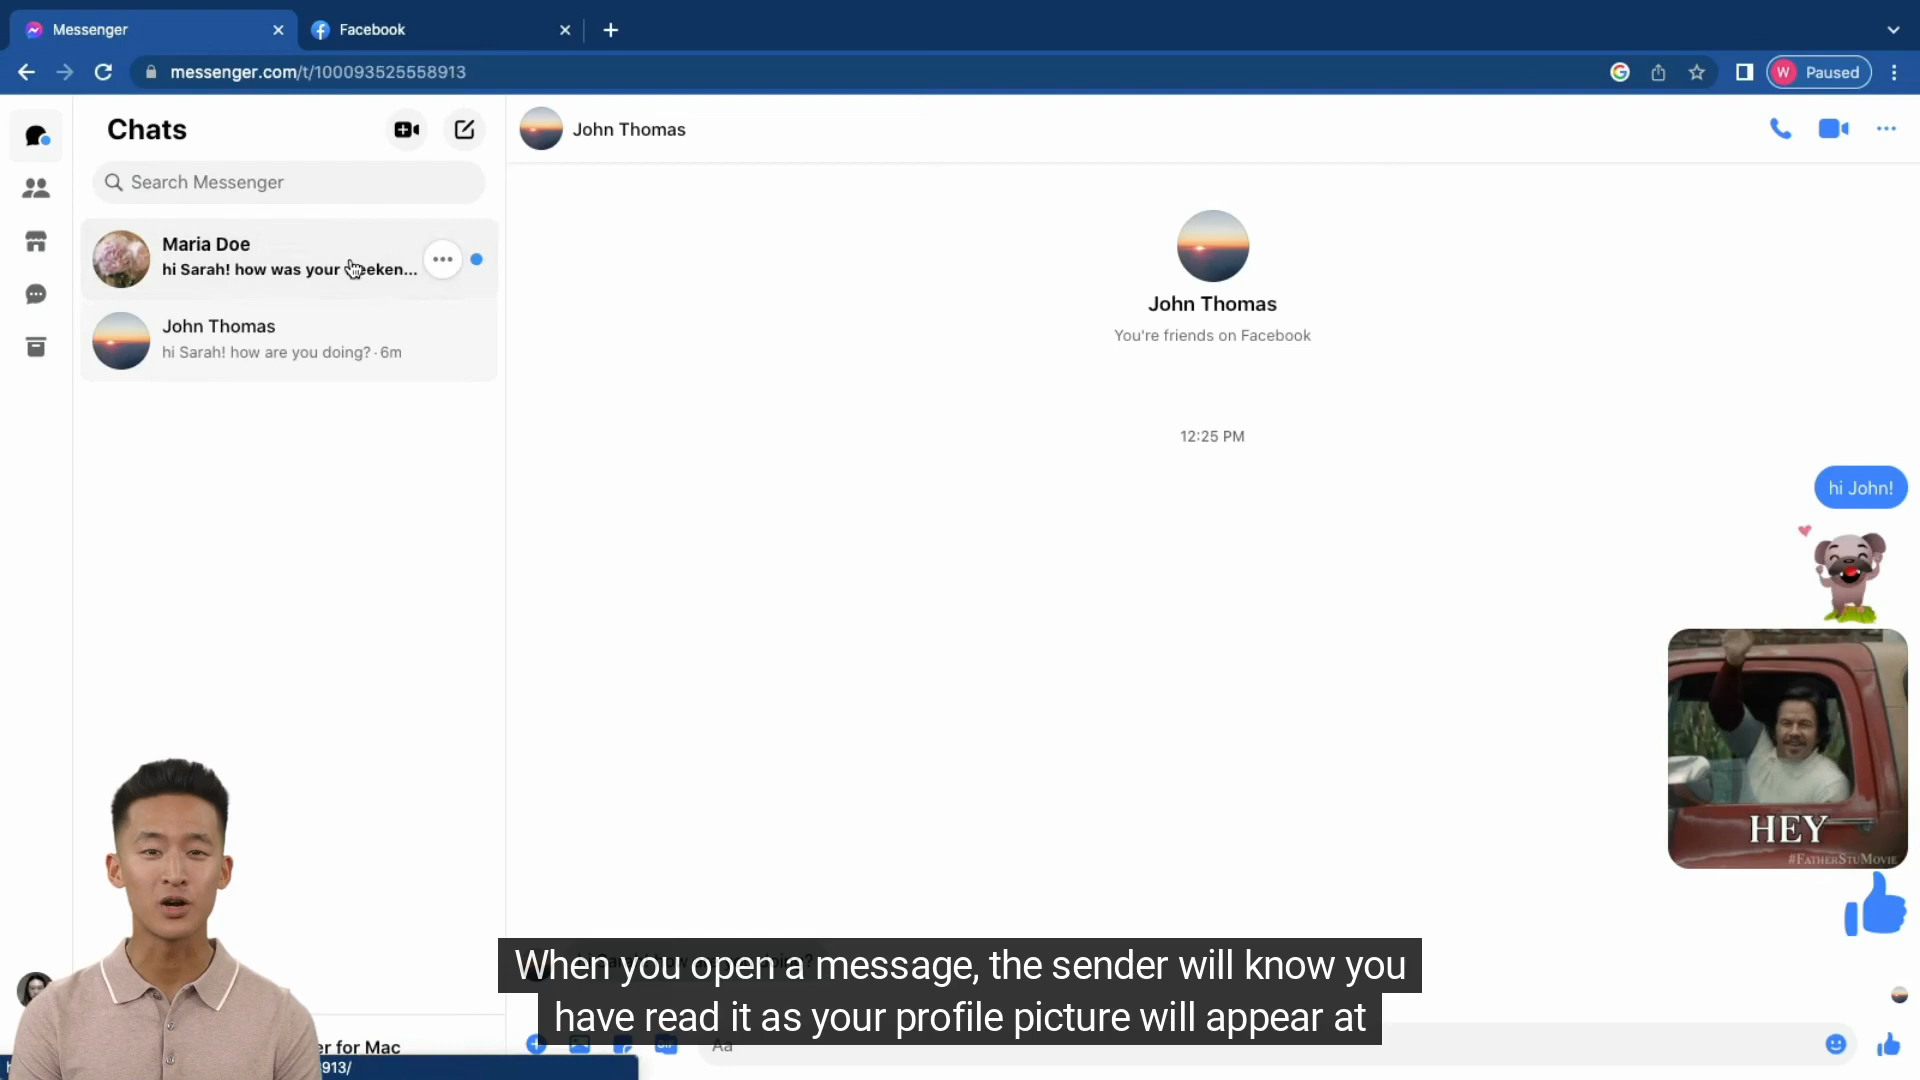 Messenger
Facebook
messenger.com/t/100093525558913
W Paused
Chats
John Thomas
Search Messenger
Maria Doe
hi Sarah! how was your
John Thomas
hi Sarah! how are you doing? · 6m
John Thomas
You're friends on Facebook
12:25 PM
hi John!
HEY
#FATHERSTUMOVIE
When you open a message, the sender will know you
have read it as your profile picture will appear at
Aa
for Mac
913/